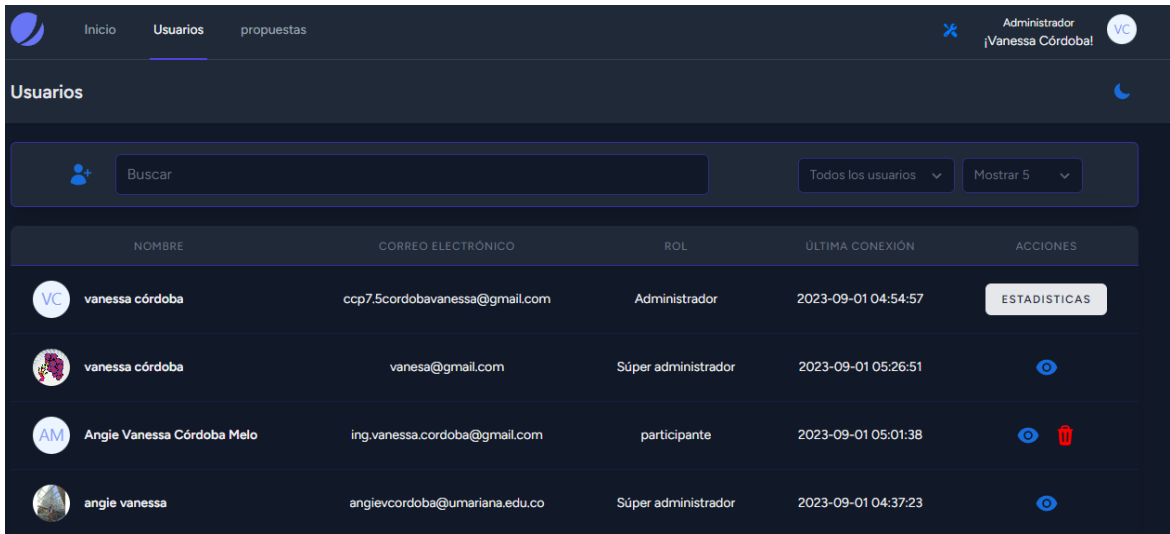 Inicio Usuarios propuestas Administrador
¡Vanessa Córdoba! VC
Usuarios
Buscar Todos los usuarios Mostrar 5
NOMBRE CORREO ELECTRÓNICO ROL ÚLTIMA CONEXIÓN ACCIONES
VC vanessa córdoba ccp7.5cordobavanessa@gmail.com Administrador 2023-09-01 04:54:57 ESTADISTICAS
vanessa córdoba vanesa@gmail.com Súper administrador 2023-09-01 05:26:51
AM Angie Vanessa Córdoba Melo ing.vanessa.cordoba@gmail.com participante 2023-09-01 05:01:38
angie vanessa angievcordoba@umariana.edu.co Súper administrador 2023-09-01 04:37:23